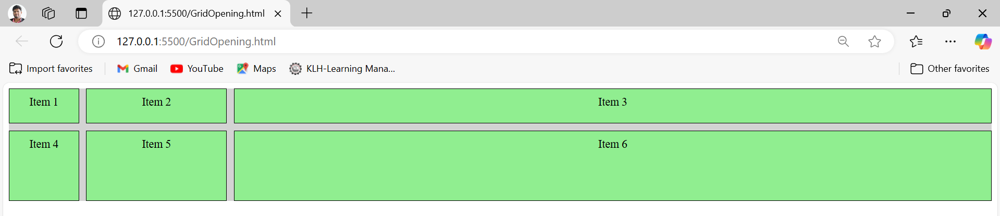 127.0.0.1:5500/GridOpening.html
127.0.0.1:5500/GridOpening.html
Import favorites Gmail YouTube Maps KLH-Learning Mana... Other favorites
Item 1 Item 2 Item 3
Item 4 Item 5 Item 6